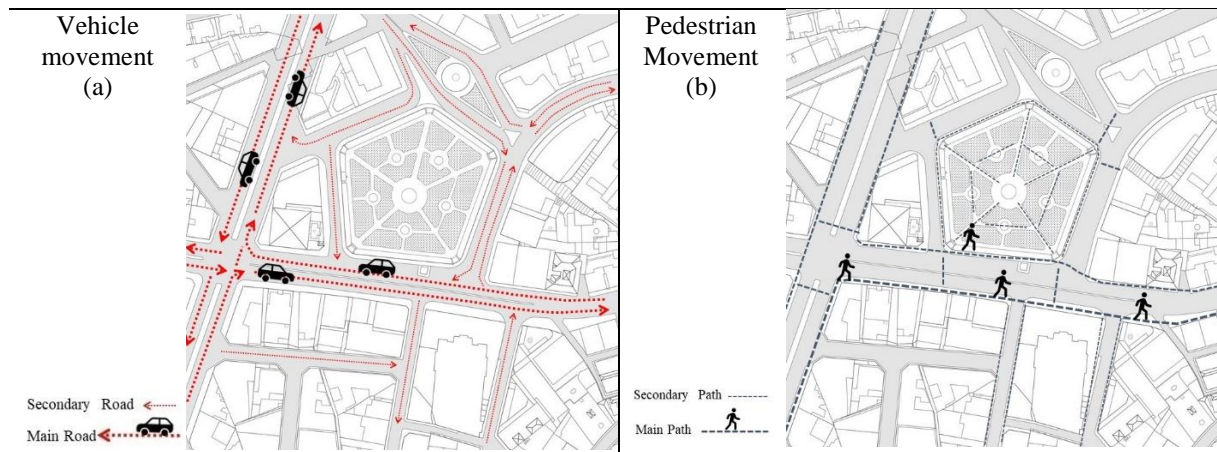 Vehicle
movement
(a)
Secondary Road
Main Road
Pedestrian
Movement
(b)
Secondary Path
Main Path